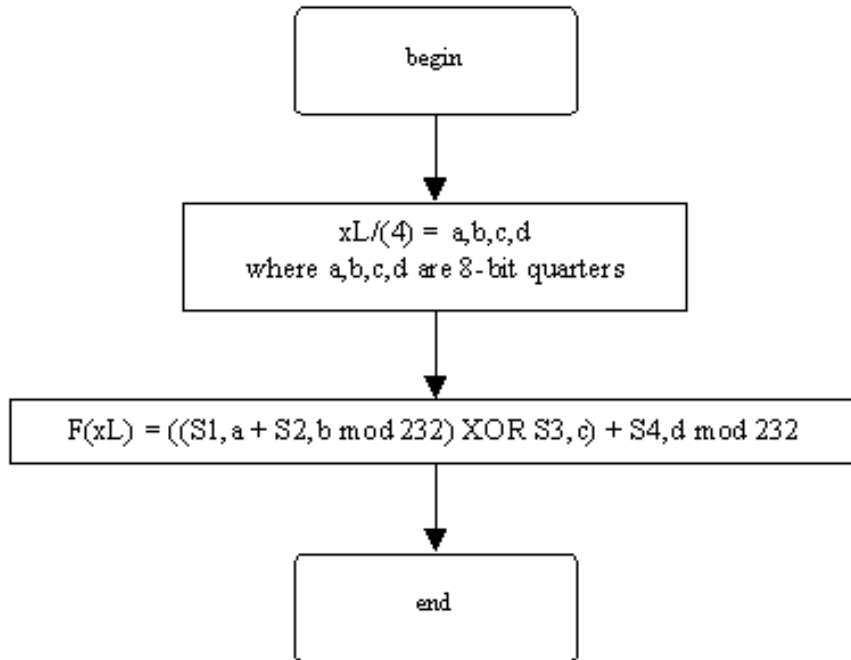 begin
xL/(4) = a,b,c,d
where a,b,c,d are 8-bit quarters
F(xL) = ((S1,a + S2,b mod 232) XOR S3,c) + S4,d mod 232
end